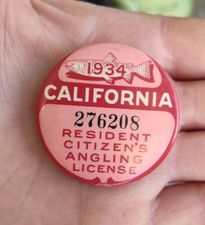 1934
CALIFORNIA
276208
RESIDENT
CITIZEN'S
ANGLING
LICENSE